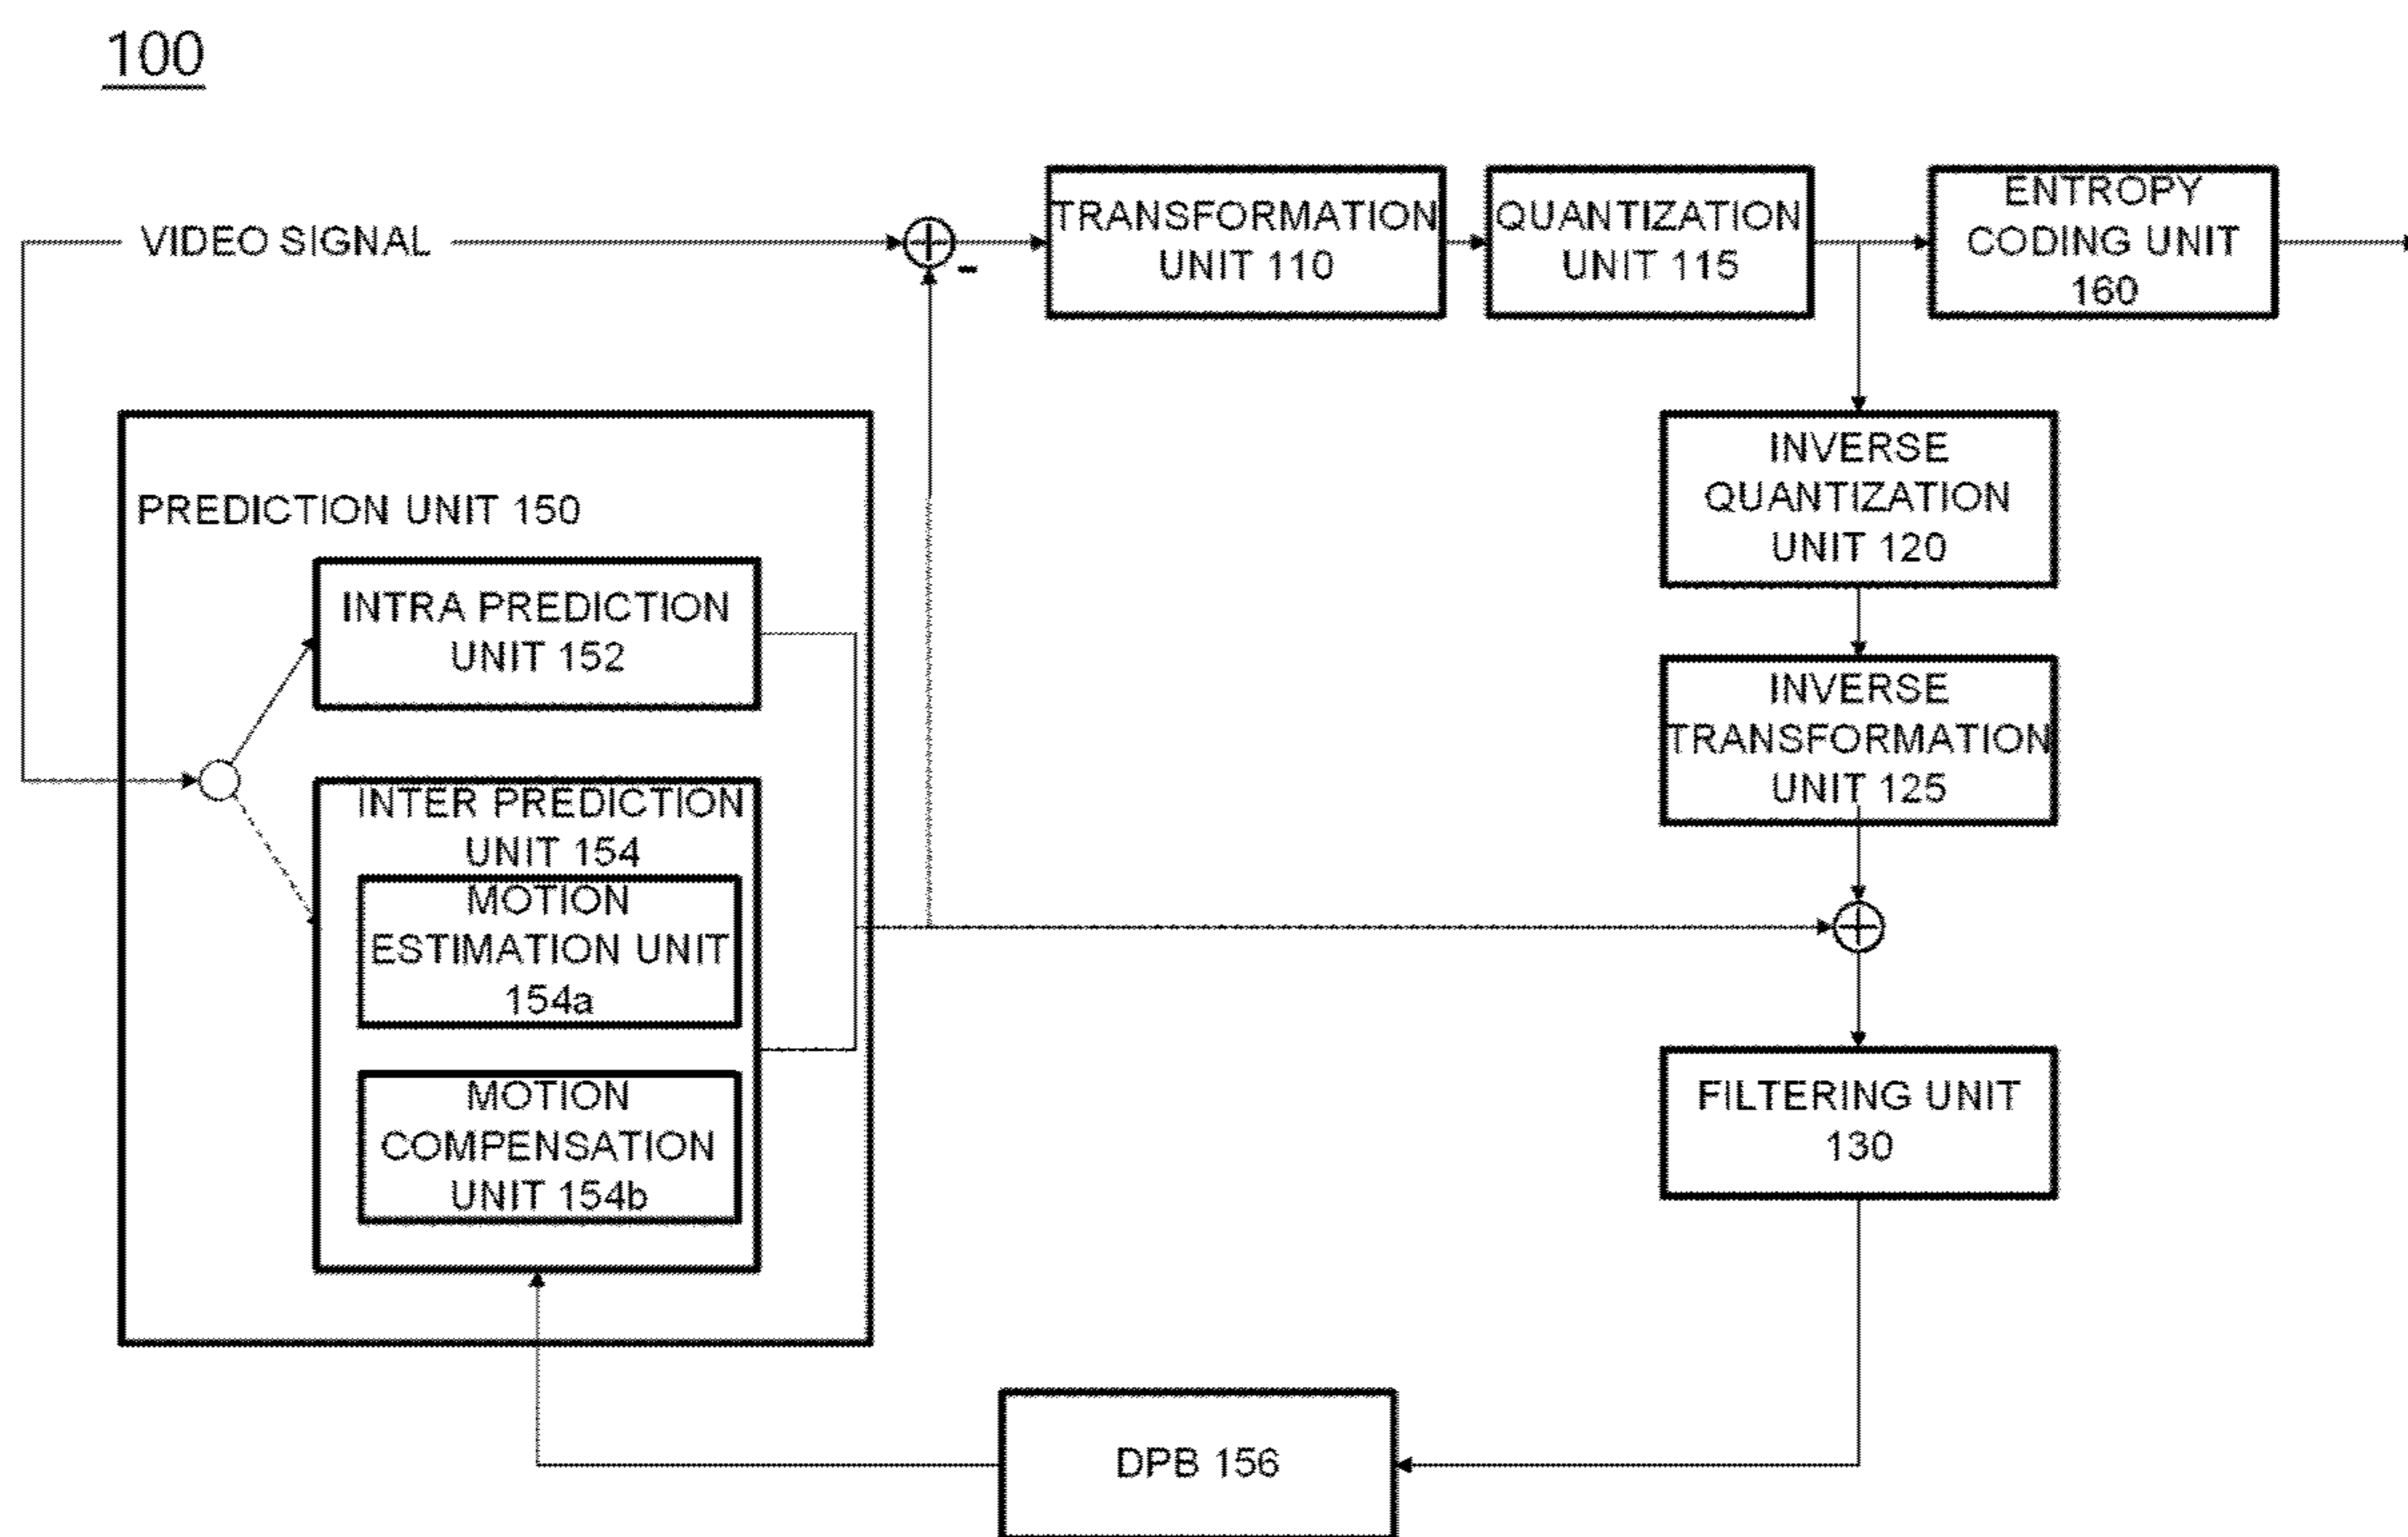 100
VIDEO SIGNAL
-
TRANSFORMATION
UNIT 110
QUANTIZATION
UNIT 115
ENTROPY
CODING UNIT
160
INVERSE
QUANTIZATION
UNIT 120
INVERSE
TRANSFORMATION
UNIT 125
PREDICTION UNIT 150
INTRA PREDICTION
UNIT 152
INTER PREDICTION
UNIT 154
MOTION
ESTIMATION UNIT
154a
MOTION
COMPENSATION
UNIT 154b
FILTERING UNIT
130
DPB 156